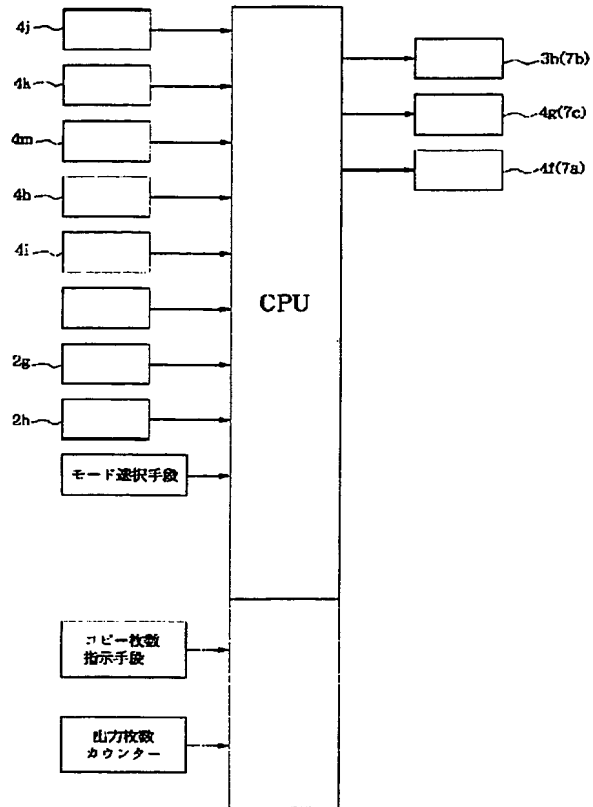 4j
4k
4m
4b
4i
2g
2h
モード選択手段
コピー枚数
指示手段
出力枚数
カウンター
CPU
3b(7b)
4g(7c)
4f(7a)